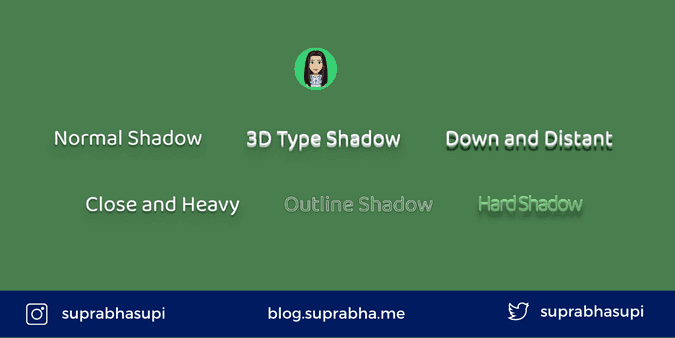 Normal Shadow 3D Type Shadow Down and Distant
Close and Heavy Outline Shadow Hard Shadow
suprabhasupi blog.suprabha.me suprabhasupi